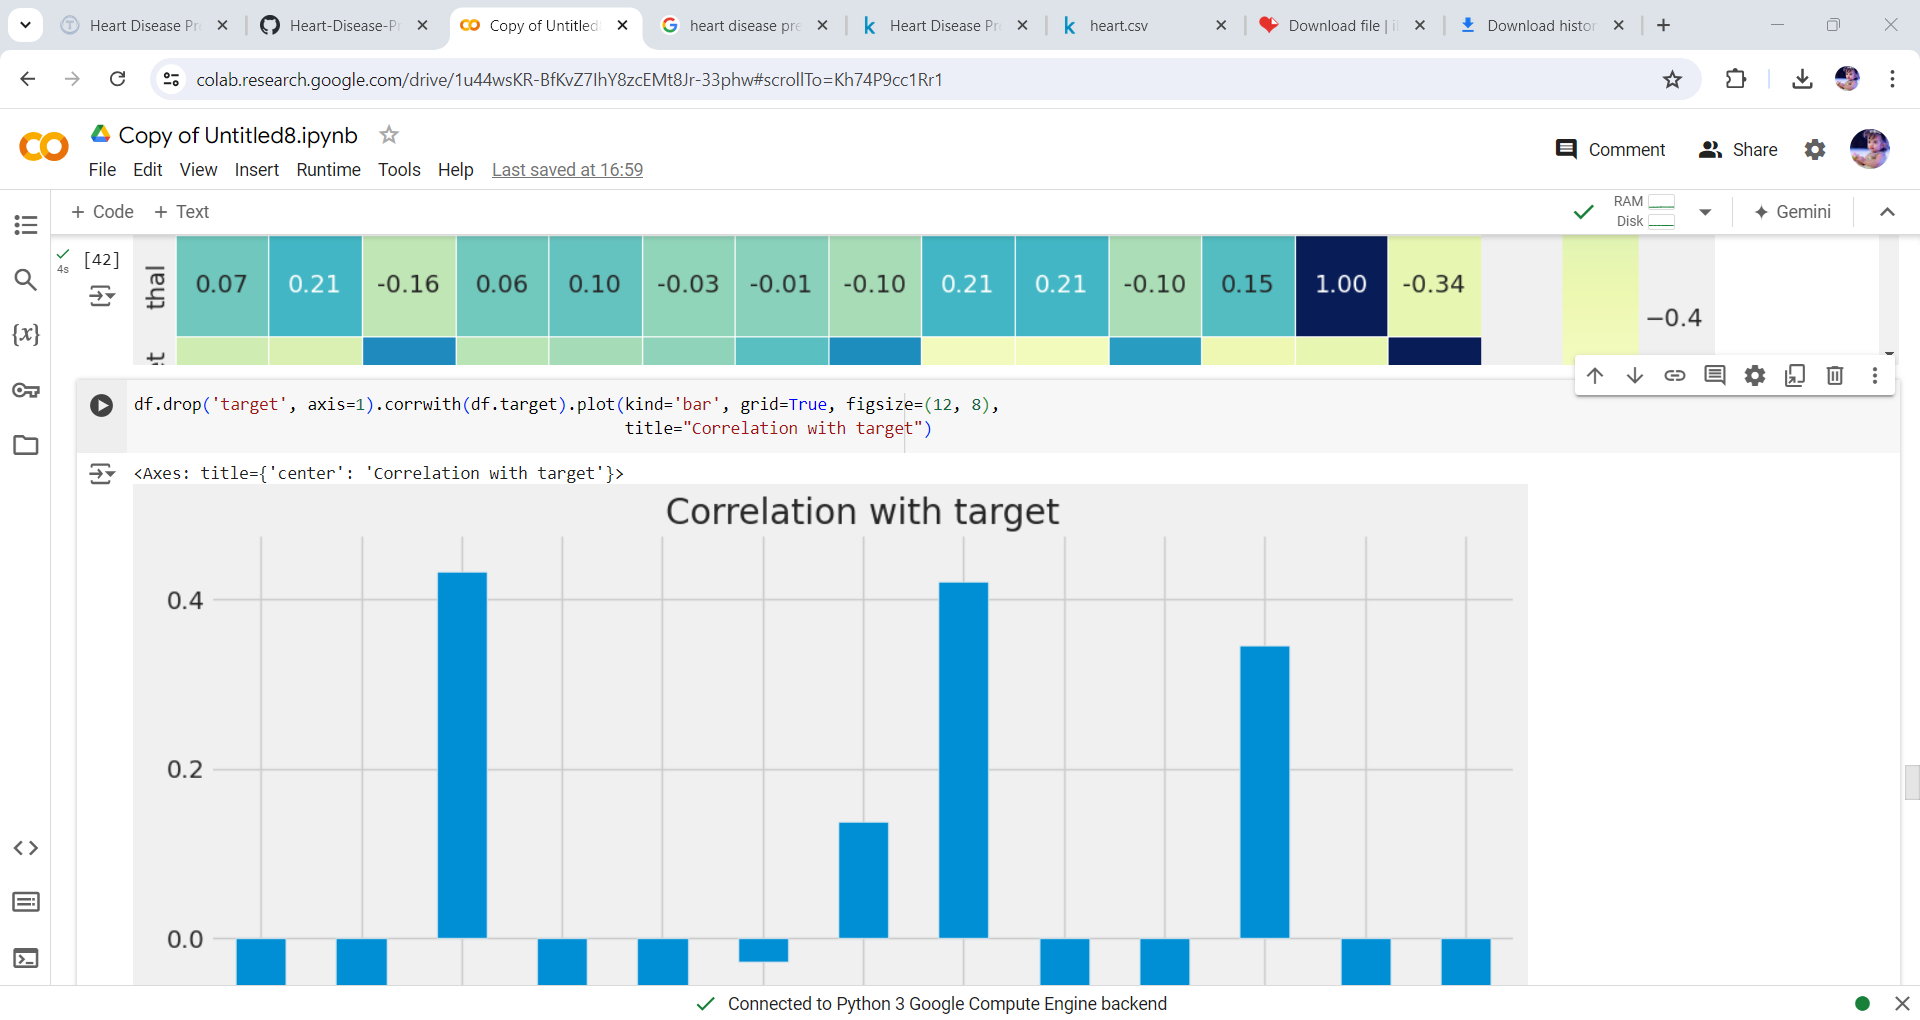 Heart Disease Pr
Heart-Disease-Pr
Copy of Untitled
heart disease pre
Heart Disease Pr
heart.csv
Download file | il
Download histor
colab.research.google.com/drive/1u44wsKR-BfKvZ7IhY8zcEMt8Jr-33phw#scrollTo=Kh74P9cc1Rr1
Copy of Untitled8.ipynb
Comment
Share
File Edit View Insert Runtime Tools Help Last saved at 16:59
+ Code + Text
RAM
Disk
Gemini
[42]
4s
thal
0.07 0.21 -0.16 0.06 0.10 -0.03 -0.01 -0.10 0.21 0.21 -0.10 0.15 1.00 -0.34
−0.4
{x}
df.drop('target', axis=1).corrwith(df.target).plot(kind='bar', grid=True, figsize=(12, 8),
title="Correlation with target")
<Axes: title={'center': 'Correlation with target'}>
Correlation with target
0.4
0.2
0.0
Connected to Python 3 Google Compute Engine backend